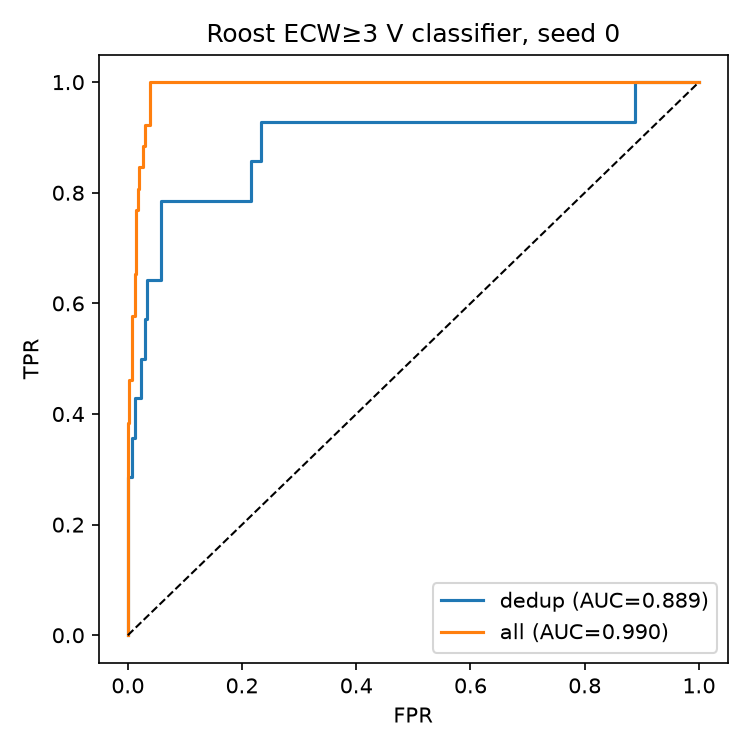 Roost ECW≥3 V classifier, seed 0
TPR
1.0
0.8
0.6
0.4
0.2
0.0
dedup (AUC=0.889)
all (AUC=0.990)
0.0 0.2 0.4 0.6 0.8 1.0
FPR